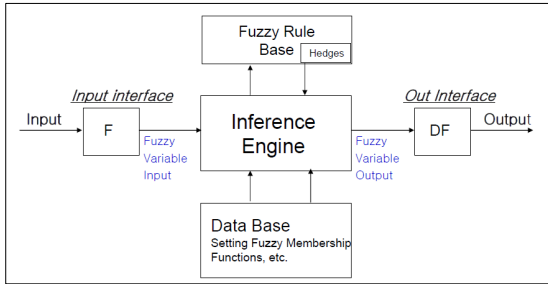 Fuzzy Rule
Base
Hedges
Input interface
Out Interface
Input
F
Fuzzy
Variable
Input
Inference
Engine
Fuzzy
Variable
Output
DF
Output
Data Base
Setting Fuzzy Membership
Functions, etc.